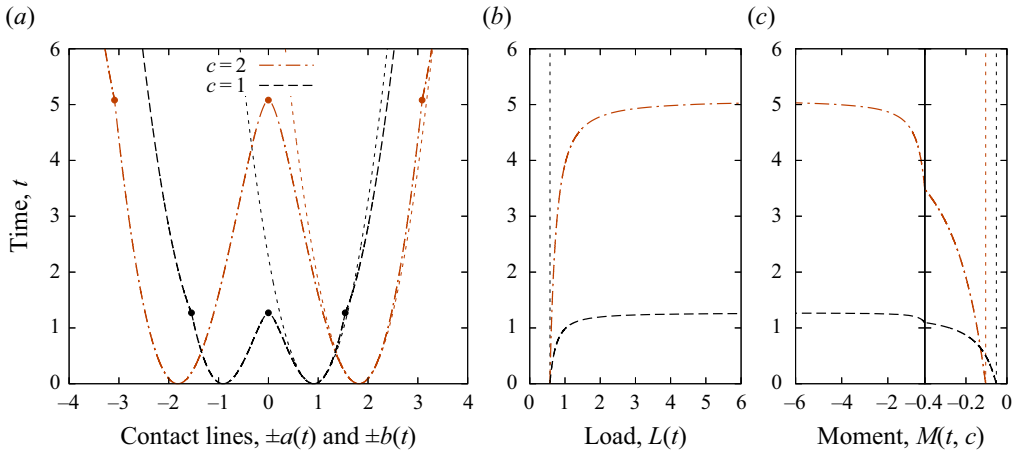 (a)
(b)
(c)
6
5
4
3
2
1
0
Time, t
c = 2
c = 1
−4 −3 −2 −1 0 1 2 3 4
Contact lines, ±a(t) and ±b(t)
6
5
4
3
2
1
0
0 1 2 3 4 5 6
Load, L(t)
6
5
4
3
2
1
0
−6 −2 −0.4 −0.2 0
Moment, M(t, c)